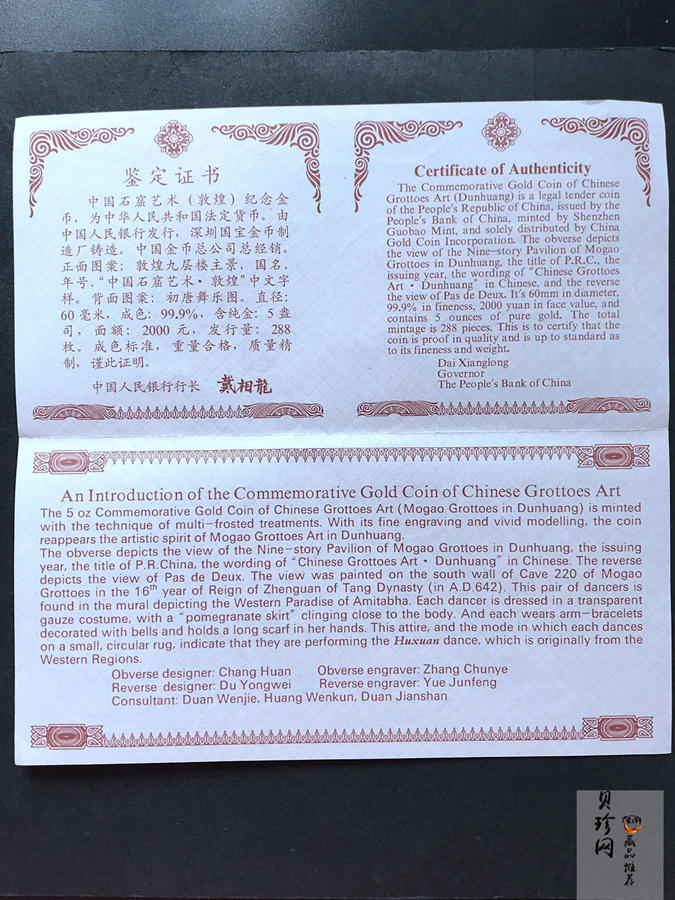 鉴定证书
中国石窟艺术(敦煌)纪念金
币，为中华人民共和国法定货币。由
中国人民银行发行，深圳国宝金币制
造厂铸造。中国金币总公司总经销。
正面图案：敦煌九层楼主景、国名、
年号、“中国石窟艺术·敦煌”中文字
样。背面图案：初唐舞乐图。直径：
60毫米，成色：99.9%，含纯金：5盎
司，面额：2000元，发行量：288
枚。成色标准，重量合格，质量精
制，谨此证明。
中国人民银行行长 戴相龍
Certificate of Authenticity
The Commemorative Gold Coin of Chinese
Grottoes Art (Dunhuang) is a legal tender coin
of the People's Republic of China, issued by the
People's Bank of China, minted by Shenzhen
Guobao Mint, and solely distributed by China
Gold Coin Incorporation. The obverse depicts
the view of the Nine-story Pavilion of Mogao
Grottoes in Dunhuang, the title of P.R.C., the
issuing year, the wording of "Chinese Grottoes
Art · Dunhuang" in Chinese, and the reverse
the view of Pas de Deux. It's 60mm in diameter,
99.9% in fineness, 2000 yuan in face value, and
contains 5 ounces of pure gold. The total
mintage is 288 pieces. This is to certify that the
coin is proof in quality and is up to standard as
to its fineness and weight.
Dai Xianglong
Governor
The People's Bank of China
An Introduction of the Commemorative Gold Coin of Chinese Grottoes Art
The 5 oz Commemorative Gold Coin of Chinese Grottoes Art (Mogao Grottoes in Dunhuang) is minted
with the technique of multi-frosted treatments. With its fine engraving and vivid modelling, the coin
reappears the artistic spirit of Mogao Grottoes Art in Dunhuang.
The obverse depicts the view of the Nine-story Pavilion of Mogao Grottoes in Dunhuang, the issuing
year, the title of P.R.China, the wording of "Chinese Grottoes Art · Dunhuang" in Chinese. The reverse
depicts the view of Pas de Deux. The view was painted on the south wall of Cave 220 of Mogao
Grottoes in the 16th year of Reign of Zhenguan of Tang Dynasty (in A.D.642). This pair of dancers is
found in the mural depicting the Western Paradise of Amitabha. Each dancer is dressed in a transparent
gauze costume, with a "pomegranate skirt" clinging close to the body. And each wears arm-bracelets
decorated with bells and holds a long scarf in her hands. This attire, and the mode in which each dances
on a small, circular rug, indicate that they are performing the Huxuan dance, which is originally from the
Western Regions.
Obverse designer: Chang Huan Obverse engraver: Zhang Chunye
Reverse designer: Du Yongwei Reverse engraver: Yue Junfeng
Consultant: Duan Wenjie, Huang Wenkun, Duan Jianshan
贝珍网
藏品推荐